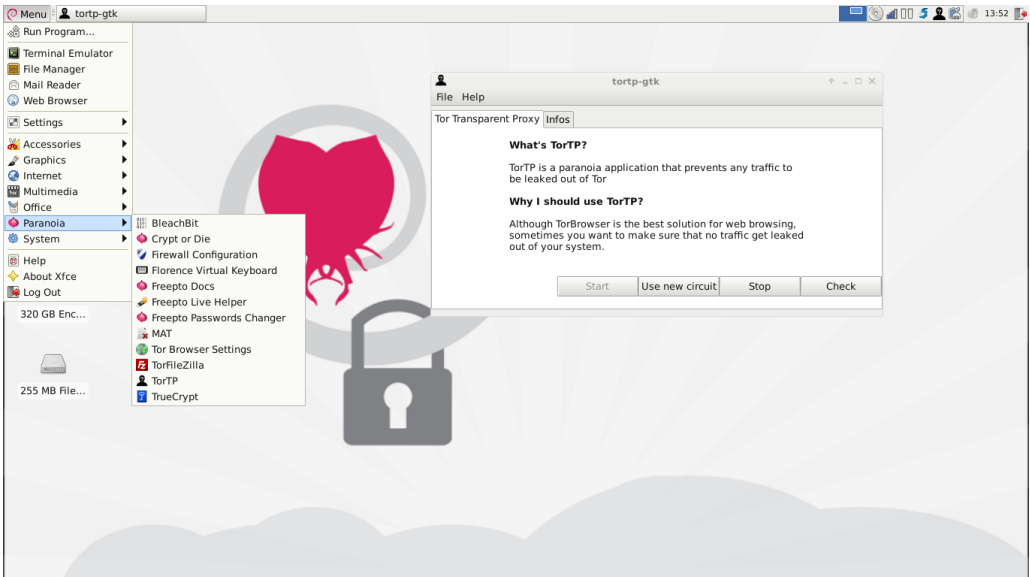 Menu
tortp-gtk
13:52
Run Program...
Terminal Emulator
File Manager
Mail Reader
Web Browser
Settings
Accessories
Graphics
Internet
Multimedia
Office
Paranoia
System
Help
About Xfce
Log Out
BleachBit
Crypt or Die
Firewall Configuration
Florence Virtual Keyboard
Freepto Docs
Freepto Live Helper
Freepto Passwords Changer
MAT
Tor Browser Settings
TorFileZilla
TorTP
TrueCrypt
320 GB Enc...
255 MB File...
tortp-gtk
File Help
Tor Transparent Proxy Infos
What's TorTP?
TorTP is a paranoia application that prevents any traffic to
be leaked out of Tor
Why I should use TorTP?
Although TorBrowser is the best solution for web browsing,
sometimes you want to make sure that no traffic get leaked
out of your system.
Start Use new circuit Stop Check